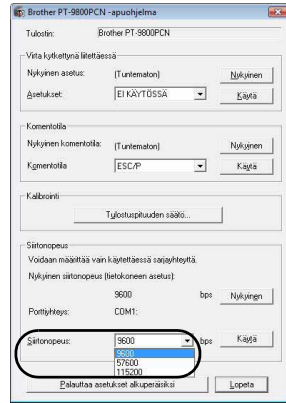 Brother PT-9800PCN -apuohjelma
Tulostin: Brother PT-9800PCN
Virta kytkettynä liitettäessä
Nykyinen asetus: (Tuntematon) Nykyinen
Asetukset: EI KÄYTÖSSÄ Käytä
Komentotila
Nykyinen komentotila: (Tuntematon) Nykyinen
Komentotila ESC/P Käytä
Kalibrointi
Tulostuspituuden säätö...
Siirtonopeus
Voidaan määrittää vain käytettäessä sarjayhteyttä.
Nykyinen siirtonopeus (tietokoneen asetus):
9600 bps Nykyinen
Porttiyhteys: COM1:
Siirtonopeus: 9600 bps Käytä
9600
57600
115200
Palauttaa asetukset alkuperäisiksi Lopeta